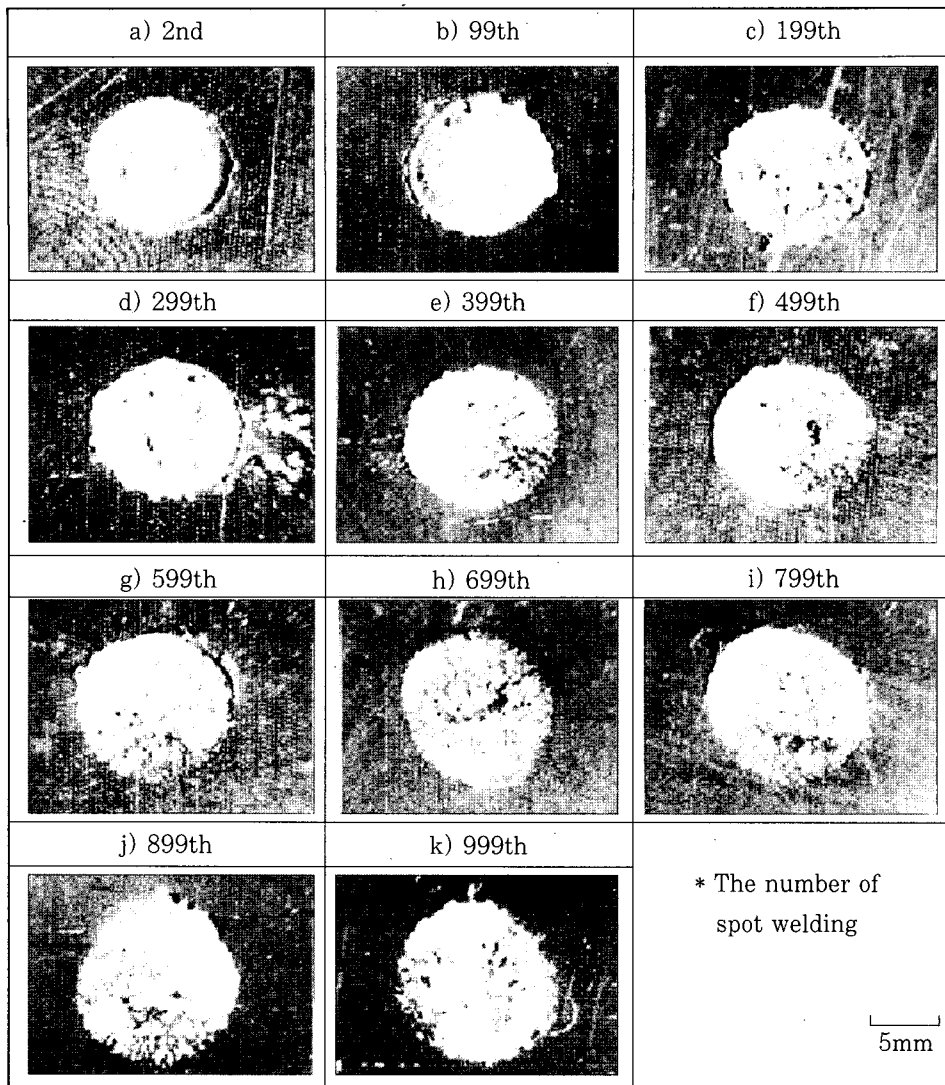 a) 2nd
b) 99th
c) 199th
d) 299th
e) 399th
f) 499th
g) 599th
h) 699th
i) 799th
j) 899th
k) 999th
* The number of
spot welding
5mm